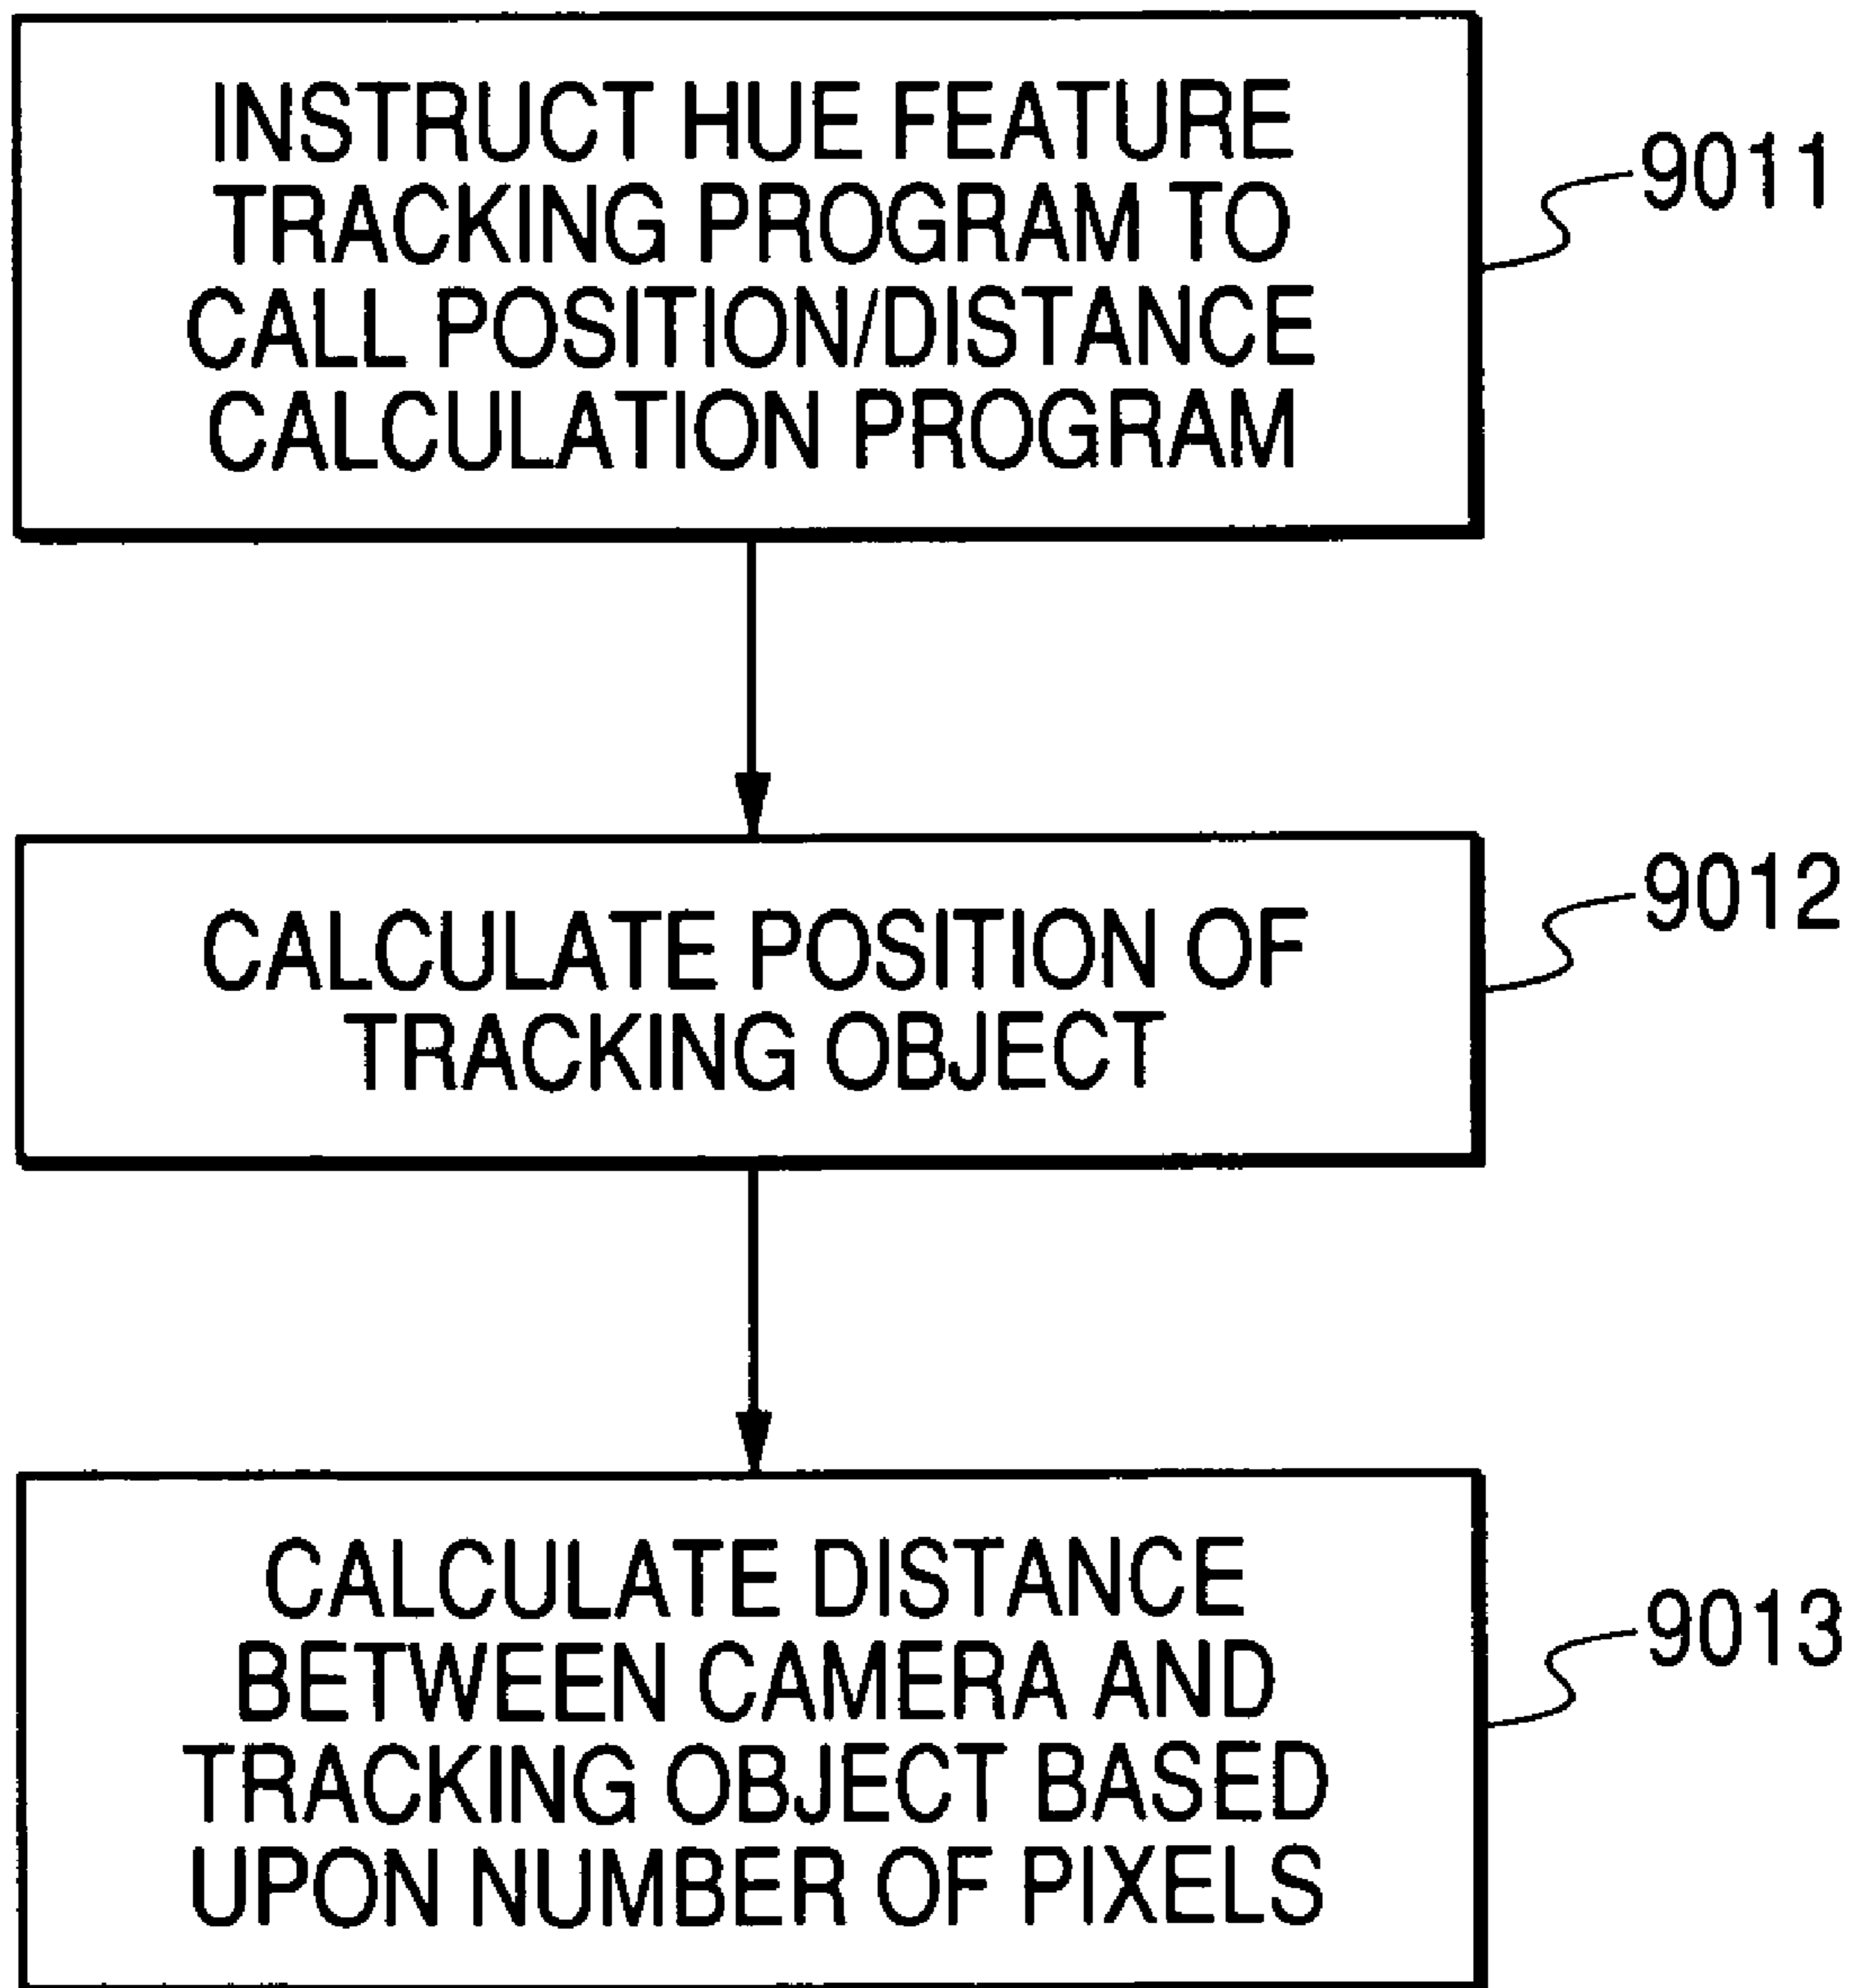 INSTRUCT HUE FEATURE
TRACKING PROGRAM TO
CALL POSITION/DISTANCE
CALCULATION PROGRAM
9011
CALCULATE POSITION OF
TRACKING OBJECT
9012
CALCULATE DISTANCE
BETWEEN CAMERA AND
TRACKING OBJECT BASED
UPON NUMBER OF PIXELS
9013